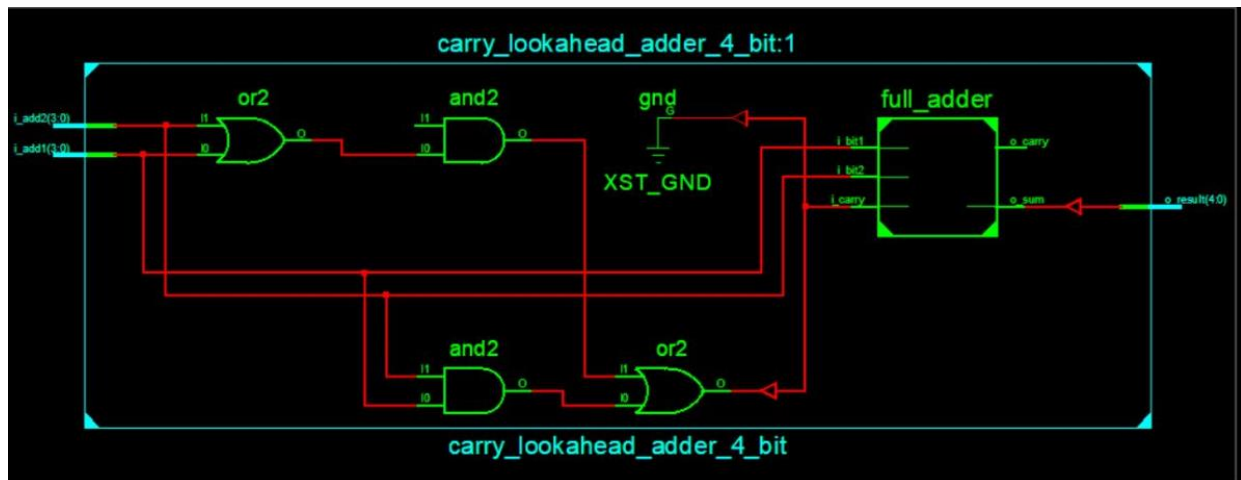 carry_lookahead_adder_4_bit:1
or2
and2
gnd
full_adder
i_add2(3:0)
i_add1(3:0)
I1
I0
O
I1
I0
O
G
XST_GND
i_bit1
i_bit2
i_carry
o_carry
o_sum
o_result(4:0)
and2
or2
I1
I0
O
I1
I0
O
carry_lookahead_adder_4_bit